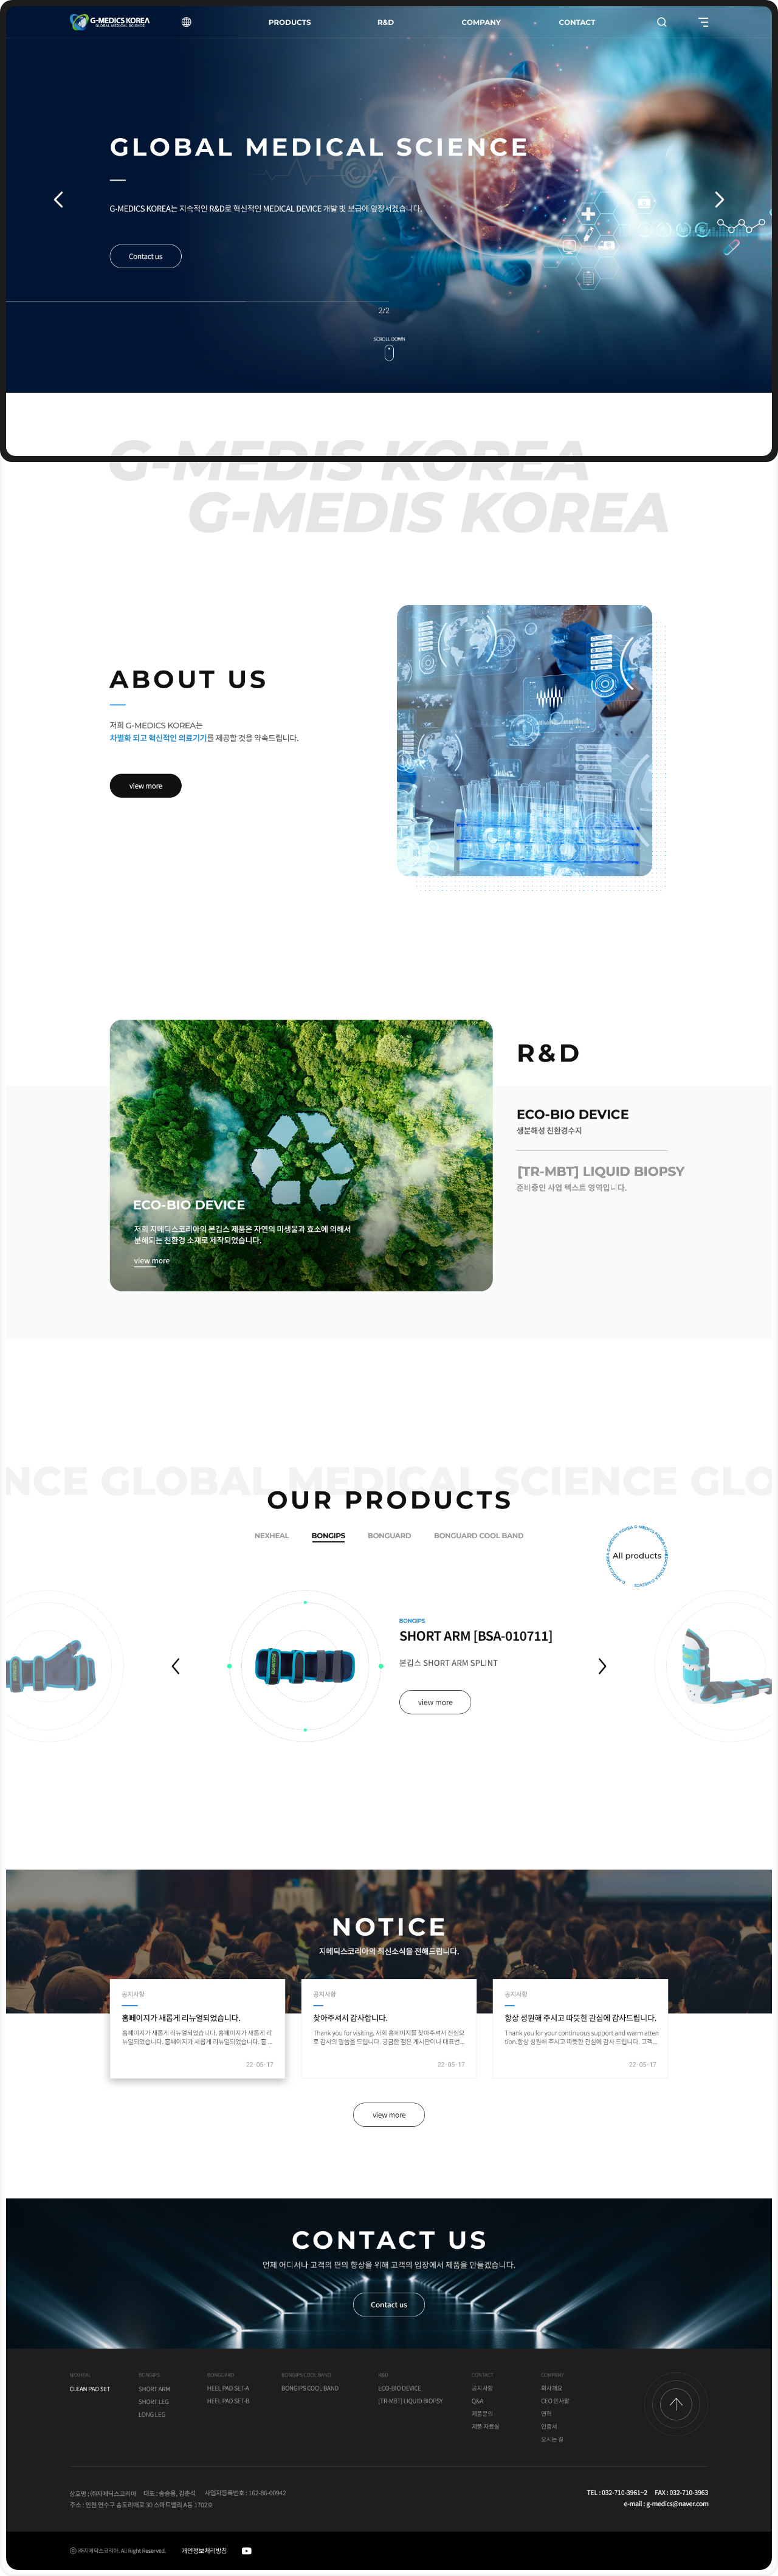 G-MEDICS KOREA
GLOBAL MEDICAL SCIENCE
PRODUCTS
R&D
COMPANY
CONTACT
GLOBAL MEDICAL SCIENCE
G-MEDICS KOREA는 지속적인 R&D로 혁신적인 MEDICAL DEVICE 개발 및 보급에 앞장서겠습니다.
Contact us
2/2
SCROLL DOWN
G-MEDIS KOREA
G-MEDIS KOREA
ABOUT US
저희 G-MEDICS KOREA는
차별화 되고 혁신적인 의료기기를 제공할 것을 약속드립니다.
view more
ECO-BIO DEVICE
저희 지메딕스코리아의 본깁스 제품은 자연의 미생물과 효소에 의해서
분해되는 친환경 소재로 제작되었습니다.
view more
R&D
ECO-BIO DEVICE
생분해성 친환경수지
[TR-MBT] LIQUID BIOPSY
준비중인 사업 텍스트 영역입니다.
NCE GLOBAL MEDICAL SCIENCE GLO
OUR PRODUCTS
NEXHEAL
BONGIPS
BONGUARD
BONGUARD COOL BAND
All products
BONGIPS
SHORT ARM [BSA-010711]
본깁스 SHORT ARM SPLINT
view more
NOTICE
지메딕스코리아의 최신소식을 전해드립니다.
공지사항
홈페이지가 새롭게 리뉴얼되었습니다.
홈페이지가 새롭게 리뉴얼되었습니다. 홈페이지가 새롭게 리
뉴얼되었습니다. 홈페이지가 새롭게 리뉴얼되었습니다. 홈 ...
22· 05· 17
공지사항
찾아주셔서 감사합니다.
Thank you for visiting. 저희 홈페이지를 찾아주셔서 진심으
로 감사의 말씀을 드립니다. 궁금한 점은 게시판이나 대표번...
22· 05· 17
공지사항
항상 성원해 주시고 따뜻한 관심에 감사드립니다.
Thank you for your continuous support and warm atten
tion.항상 성원해 주시고 따뜻한 관심에 감사 드립니다. 고객...
22· 05· 17
view more
CONTACT US
언제 어디서나 고객의 편의 향상을 위해 고객의 입장에서 제품을 만들겠습니다.
Contact us
NEXHEAL
CLEAN PAD SET
BONGIPS
SHORT ARM
SHORT LEG
LONG LEG
BONGUARD
HEEL PAD SET-A
HEEL PAD SET-B
BONGIPS COOL BAND
BONGIPS COOL BAND
R&D
ECO-BIO DEVICE
[TR-MBT] LIQUID BIOPSY
CONTACT
공지사항
Q&A
제품문의
제품 자료실
COMPANY
회사개요
CEO 인사말
연혁
인증서
오시는 길
상호명 : ㈜지메딕스코리아 대표 : 송승용, 김춘석 사업자등록번호 : 162-86-00942
주소 : 인천 연수구 송도미래로 30 스마트밸리 A동 1702호
TEL : 032-710-3961~2 FAX : 032-710-3963
e-mail : g-medics@naver.com
ⓒ ㈜지메딕스코리아. All Right Reserved.
개인정보처리방침